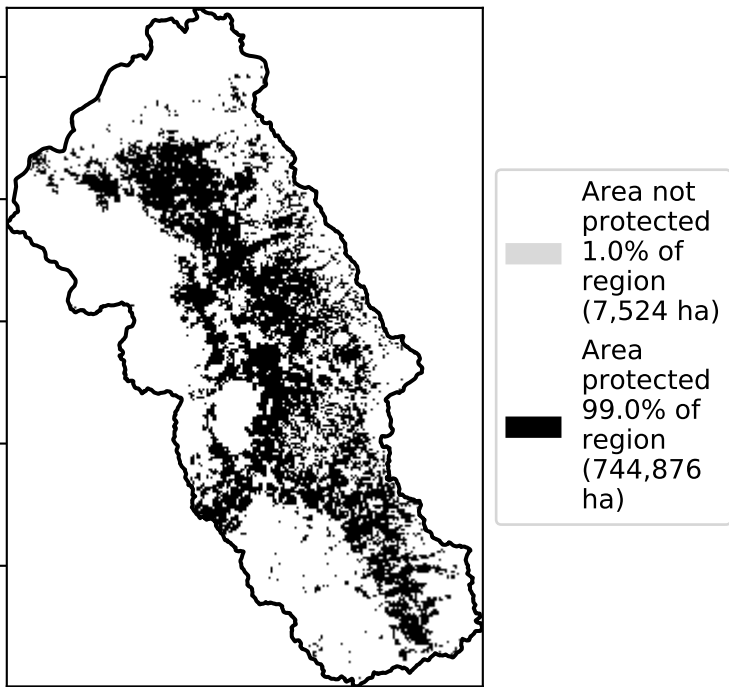 Area not
protected
1.0% of
region
(7,524 ha)
Area
protected
99.0% of
region
(744,876
ha)